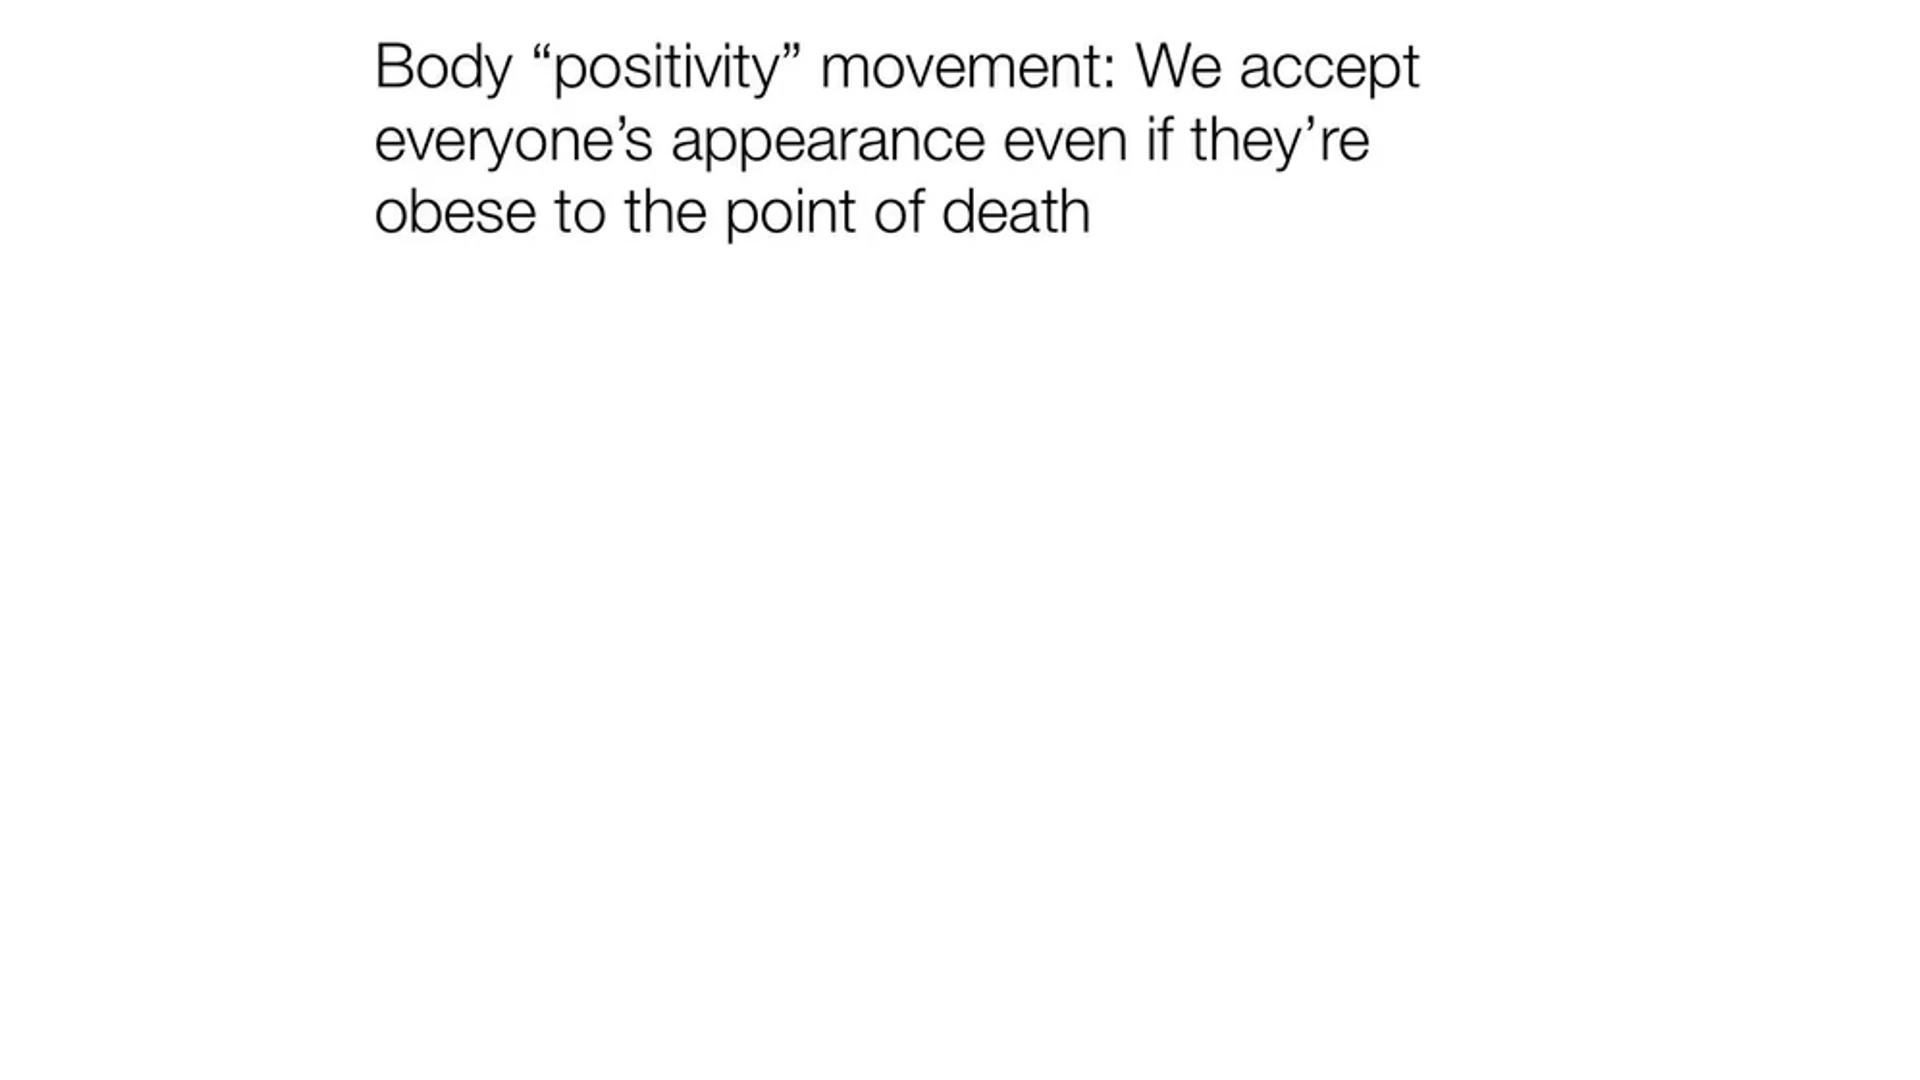 Body “positivity” movement: We accept
everyone’s appearance even if they’re
obese to the point of death